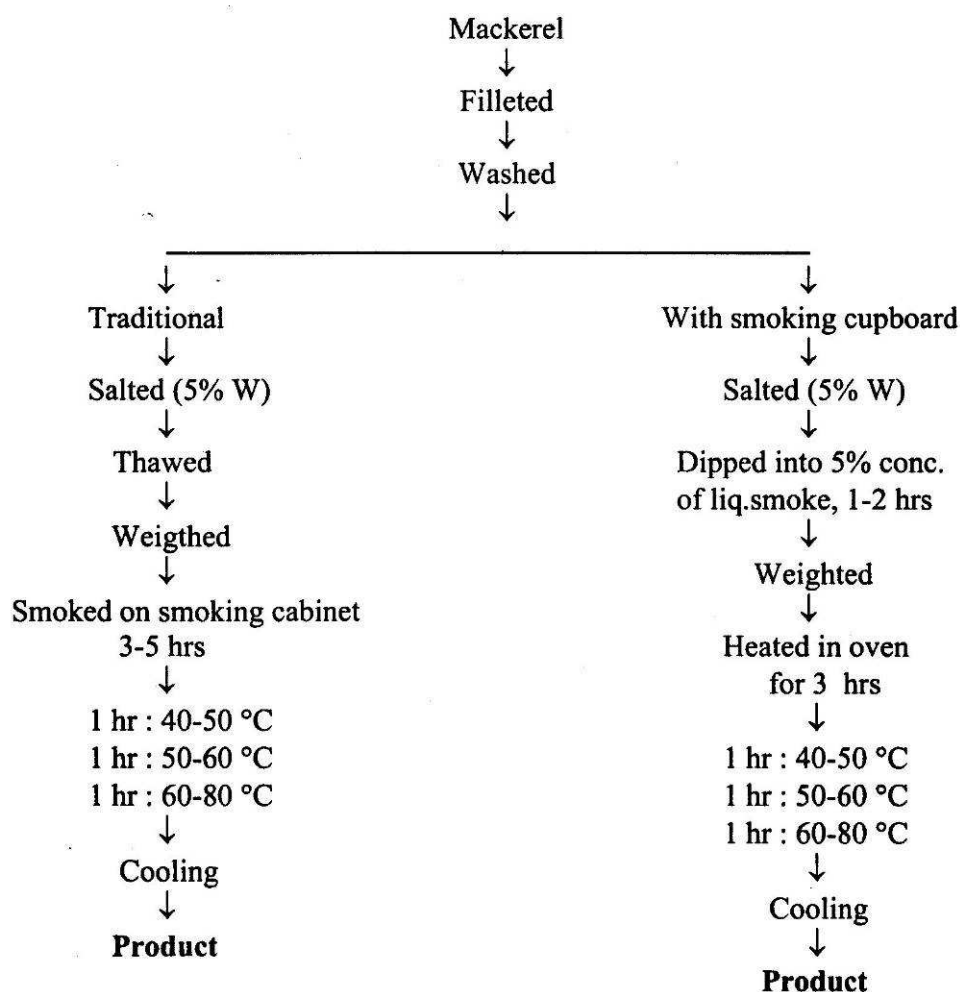 Mackerel
↓
Filleted
↓
Washed
↓
↓
Traditional
↓
Salted (5% W)
↓
Thawed
↓
Weigthed
↓
Smoked on smoking cabinet
3-5 hrs
↓
1 hr : 40-50 °C
1 hr : 50-60 °C
1 hr : 60-80 °C
↓
Cooling
↓
Product
↓
With smoking cupboard
↓
Salted (5% W)
↓
Dipped into 5% conc.
of liq.smoke, 1-2 hrs
↓
Weighted
↓
Heated in oven
for 3 hrs
↓
1 hr : 40-50 °C
1 hr : 50-60 °C
1 hr : 60-80 °C
↓
Cooling
↓
Product